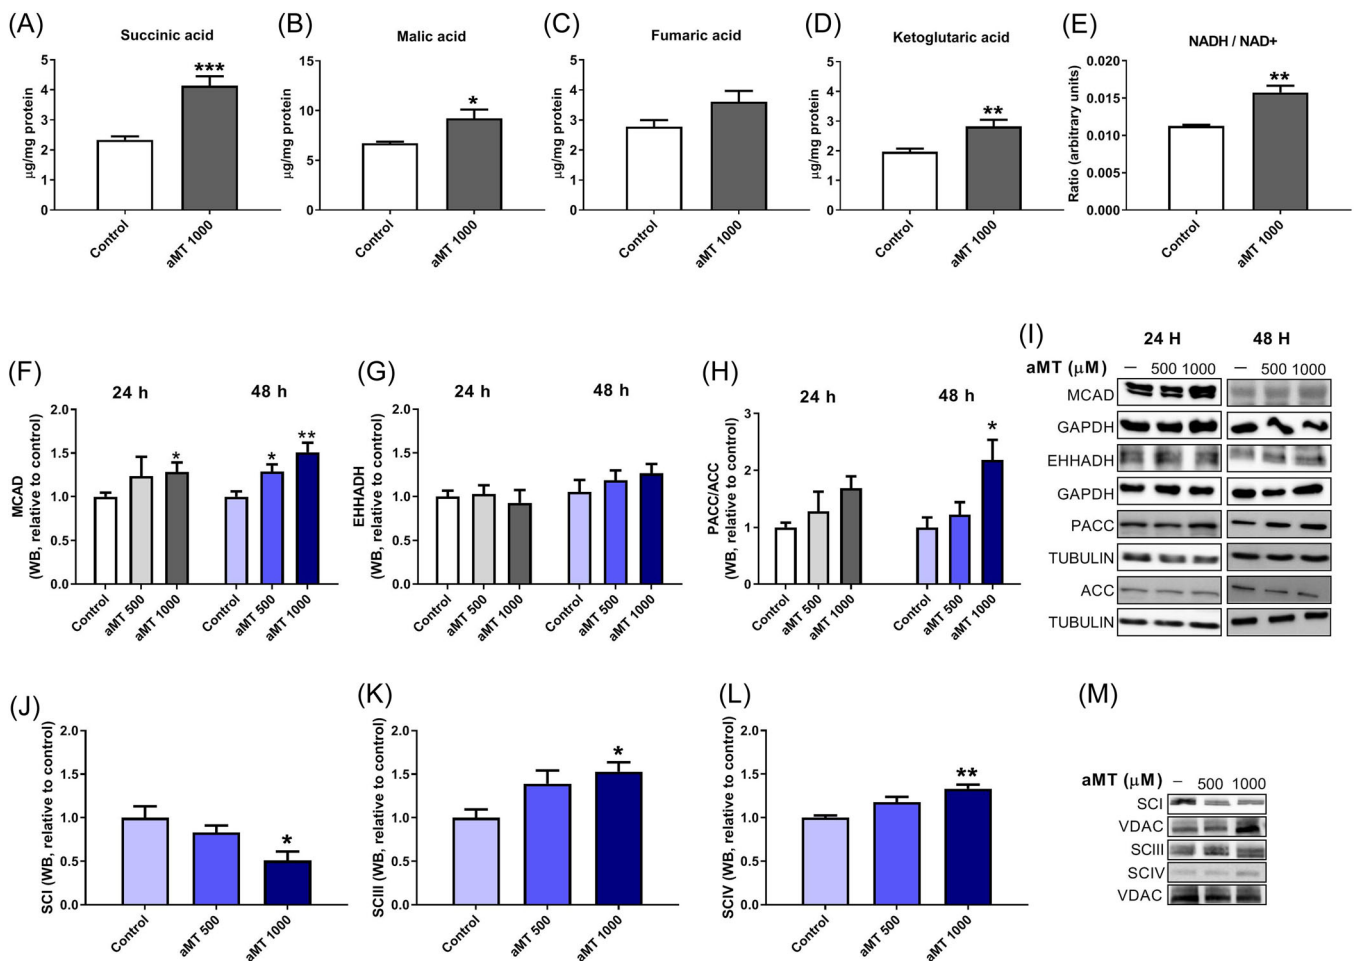 (A)
Succinic acid
µg/mg protein
5
4
3
2
1
0
***
Control
aMT 1000
(B)
Malic acid
µg/mg protein
15
10
5
0
*
Control
aMT 1000
(C)
Fumaric acid
µg/mg protein
5
4
3
2
1
0
Control
aMT 1000
(D)
Ketoglutaric acid
µg/mg protein
5
4
3
2
1
0
**
Control
aMT 1000
(E)
NADH / NAD+
Ratio (arbitrary units)
0.020
0.015
0.010
0.005
0.000
**
Control
aMT 1000
(F)
24 h
48 h
MCAD
(WB, relative to control)
2.0
1.5
1.0
0.5
0.0
*
*
**
Control
aMT 500
aMT 1000
Control
aMT 500
aMT 1000
(G)
24 h
48 h
EHHADH
(WB, relative to control)
2.0
1.5
1.0
0.5
0.0
Control
aMT 500
aMT 1000
Control
aMT 500
aMT 1000
(H)
24 h
48 h
PACC/ACC
(WB, relative to control)
3
2
1
0
*
Control
aMT 500
aMT 1000
Control
aMT 500
aMT 1000
(I)
24 H
48 H
aMT (µM)
– 500 1000
– 500 1000
MCAD
GAPDH
EHHADH
GAPDH
PACC
TUBULIN
ACC
TUBULIN
(J)
SCI (WB, relative to control)
2.0
1.5
1.0
0.5
0.0
*
Control
aMT 500
aMT 1000
(K)
SCIII (WB, relative to control)
2.0
1.5
1.0
0.5
0.0
*
Control
aMT 500
aMT 1000
(L)
SCIV (WB, relative to control)
2.0
1.5
1.0
0.5
0.0
**
Control
aMT 500
aMT 1000
(M)
aMT (µM) – 500 1000
SCI
VDAC
SCIII
SCIV
VDAC